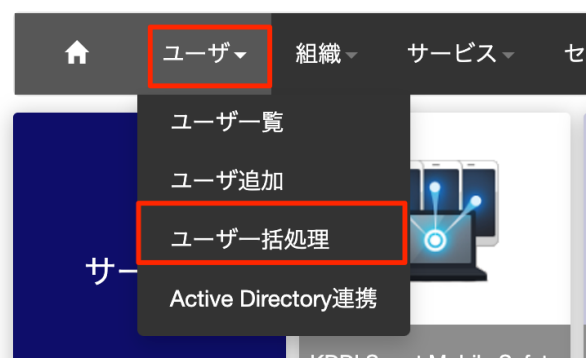 ユーザ 組織 サービス セ
ユーザ一覧
ユーザ追加
ユーザ一括処理
サー
Active Directory連携